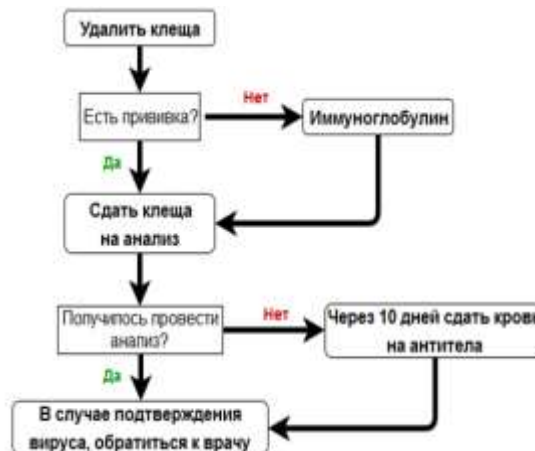 Удалить клеща
Есть прививка?
Нет
Иммуноглобулин
Да
Сдать клеща
на анализ
Получилось провести
анализ?
Нет
Через 10 дней сдать кровь
на антитела
Да
В случае подтверждения
вируса, обратиться к врачу